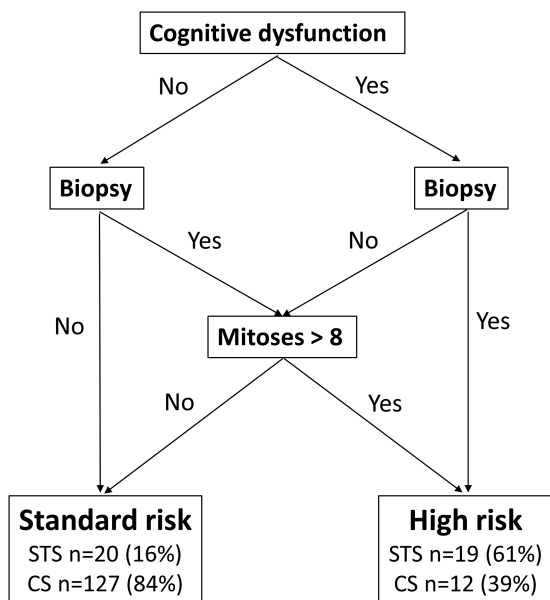 Cognitive dysfunction
No
Yes
Biopsy
Biopsy
Yes
No
No
Yes
Mitoses > 8
No
Yes
Standard risk
STS n=20 (16%)
CS n=127 (84%)
High risk
STS n=19 (61%)
CS n=12 (39%)